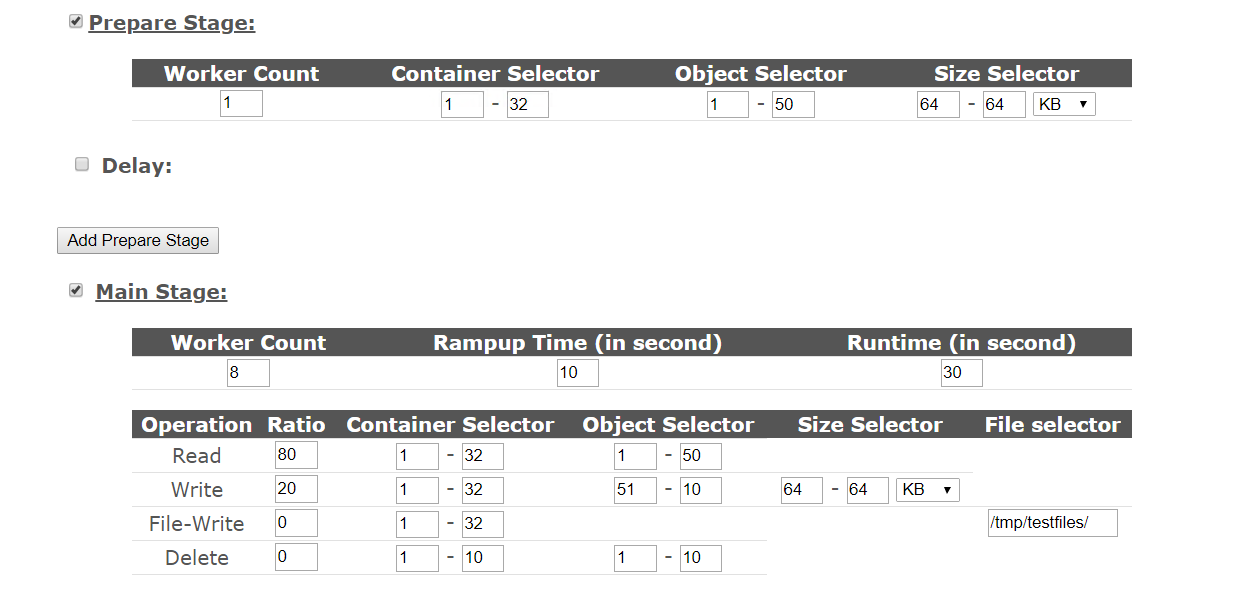 Prepare Stage:
Worker Count Container Selector Object Selector Size Selector
1 1 - 32 1 - 50 64 - 64 KB
Delay:
Add Prepare Stage
Main Stage:
Worker Count Rampup Time (in second) Runtime (in second)
8 10 30
Operation Ratio Container Selector Object Selector Size Selector File selector
Read 80 1 - 32 1 - 50
Write 20 1 - 32 51 - 10 64 - 64 KB
File-Write 0 1 - 32 /tmp/testfiles/
Delete 0 1 - 10 1 - 10